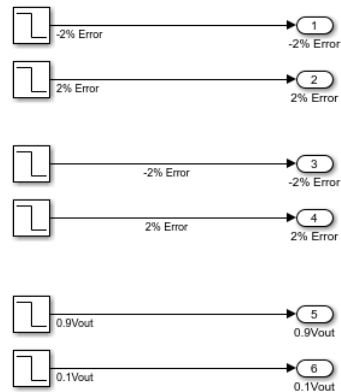 1
-2% Error
-2% Error
2
2% Error
2% Error
3
-2% Error
-2% Error
4
2% Error
2% Error
5
0.9Vout
0.9Vout
6
0.1Vout
0.1Vout